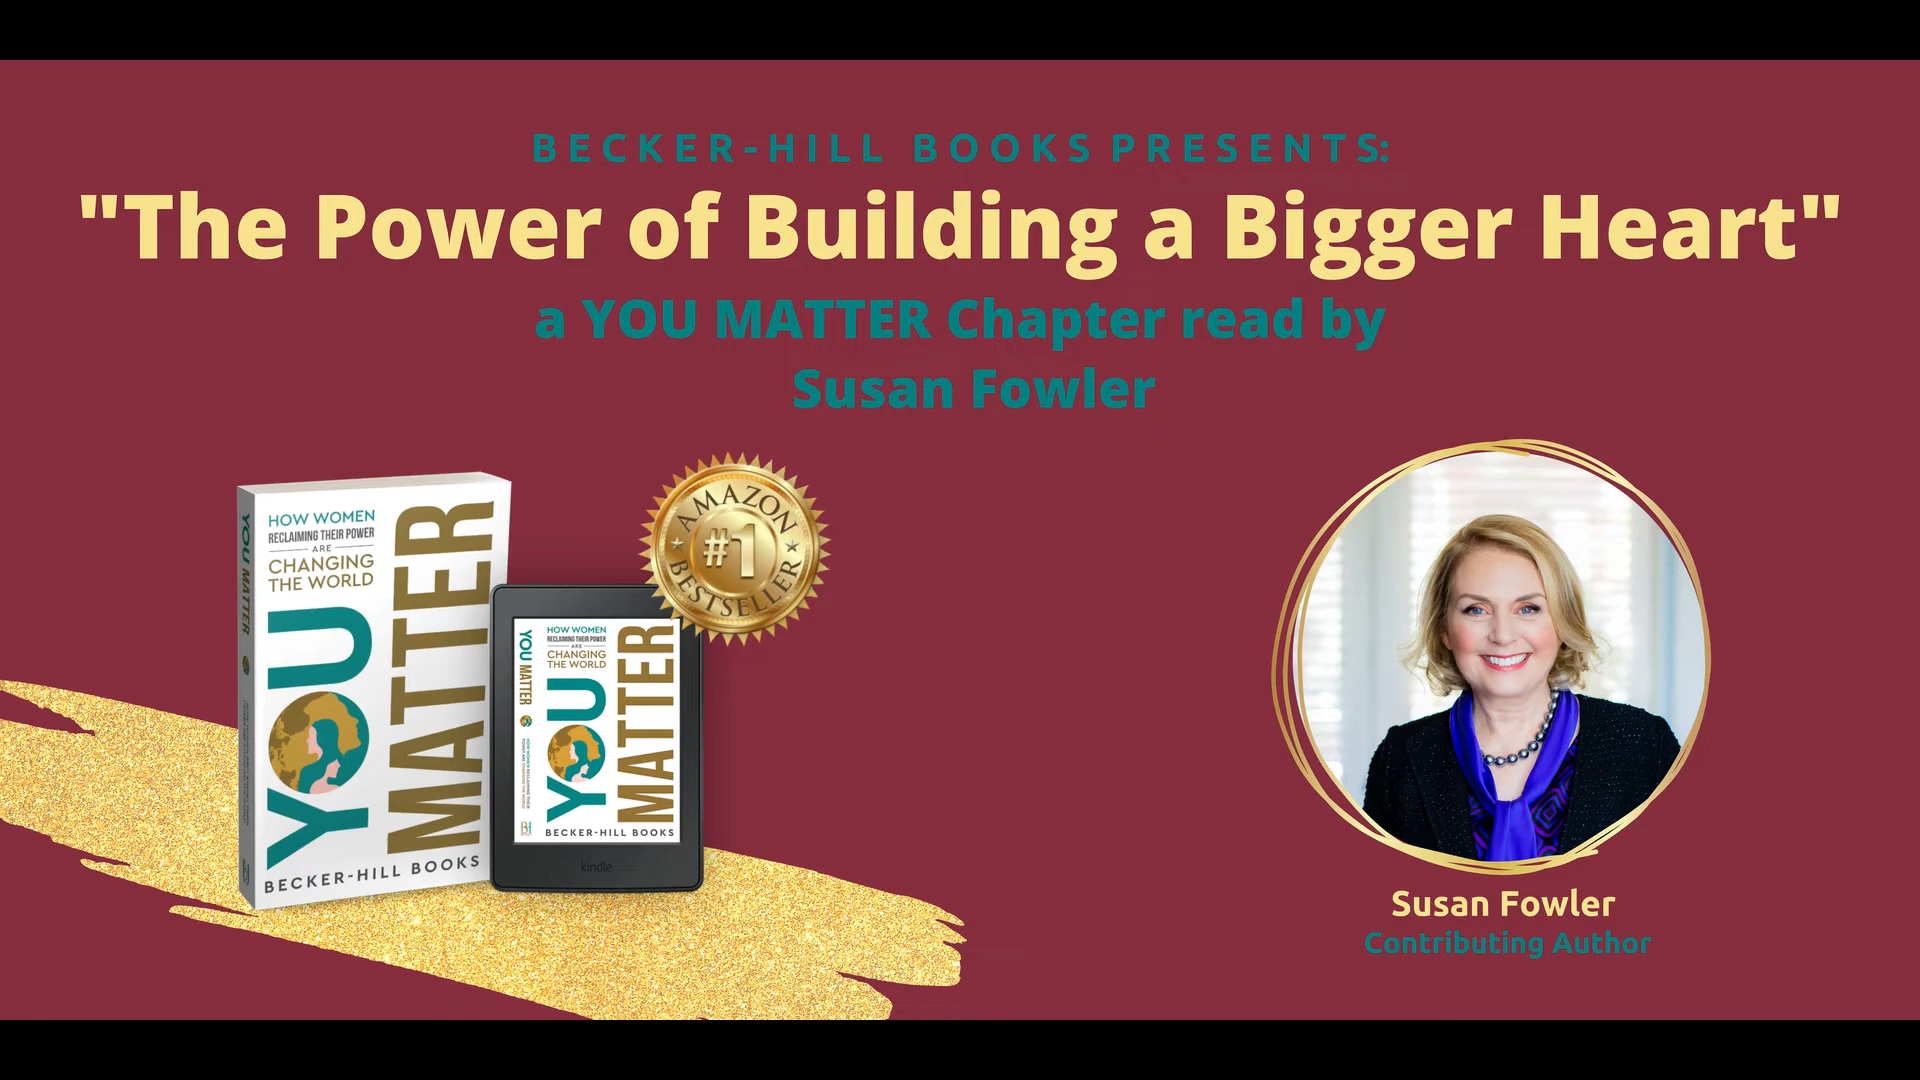 BECKER-HILL BOOKS PRESENTS:
"The Power of Building a Bigger Heart"
a YOU MATTER Chapter read by
Susan Fowler
HOW WOMEN
RECLAIMING THEIR POWER
ARE
CHANGING
THE WORLD
YOU
MATTER
BECKER-HILL BOOKS
YOU MATTER
AMAZON
#1
BESTSELLER
HOW WOMEN
RECLAIMING THEIR POWER
ARE
CHANGING
THE WORLD
YOU
MATTER
BECKER-HILL BOOKS
YOU MATTER
kindle
Susan Fowler
Contributing Author